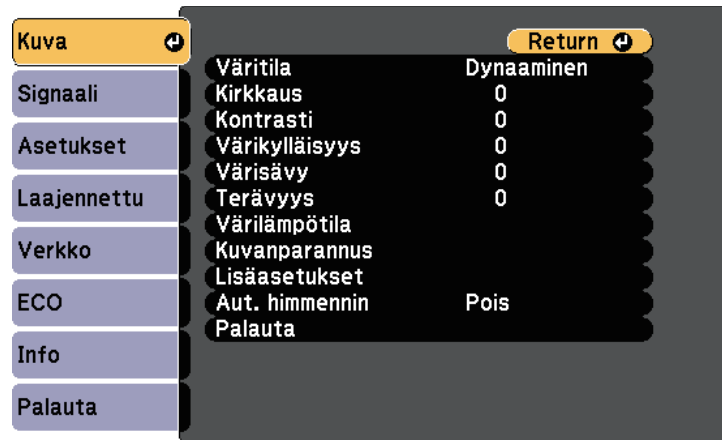 Kuva
Signaali
Asetukset
Laajennettu
Verkko
ECO
Info
Palauta
Return
Väritila Dynaaminen
Kirkkaus 0
Kontrasti 0
Värikylläisyys 0
Värisävy 0
Terävyys 0
Värilämpötila
Kuvanparannus
Lisäasetukset
Aut. himmennin Pois
Palauta